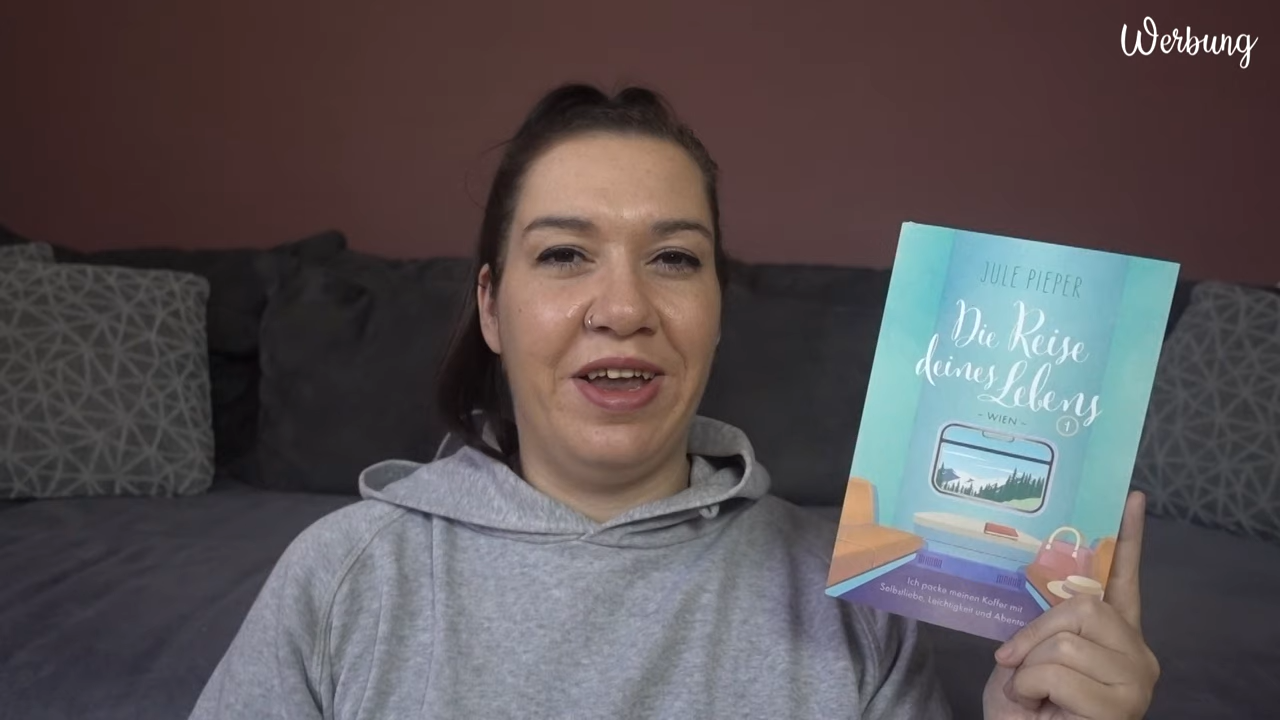 Werbung
JULE PIEPER
Die Reise
deines Lebens
~ WIEN ~
1
Ich packe meinen Koffer mit
Selbstliebe, Leichtigkeit und